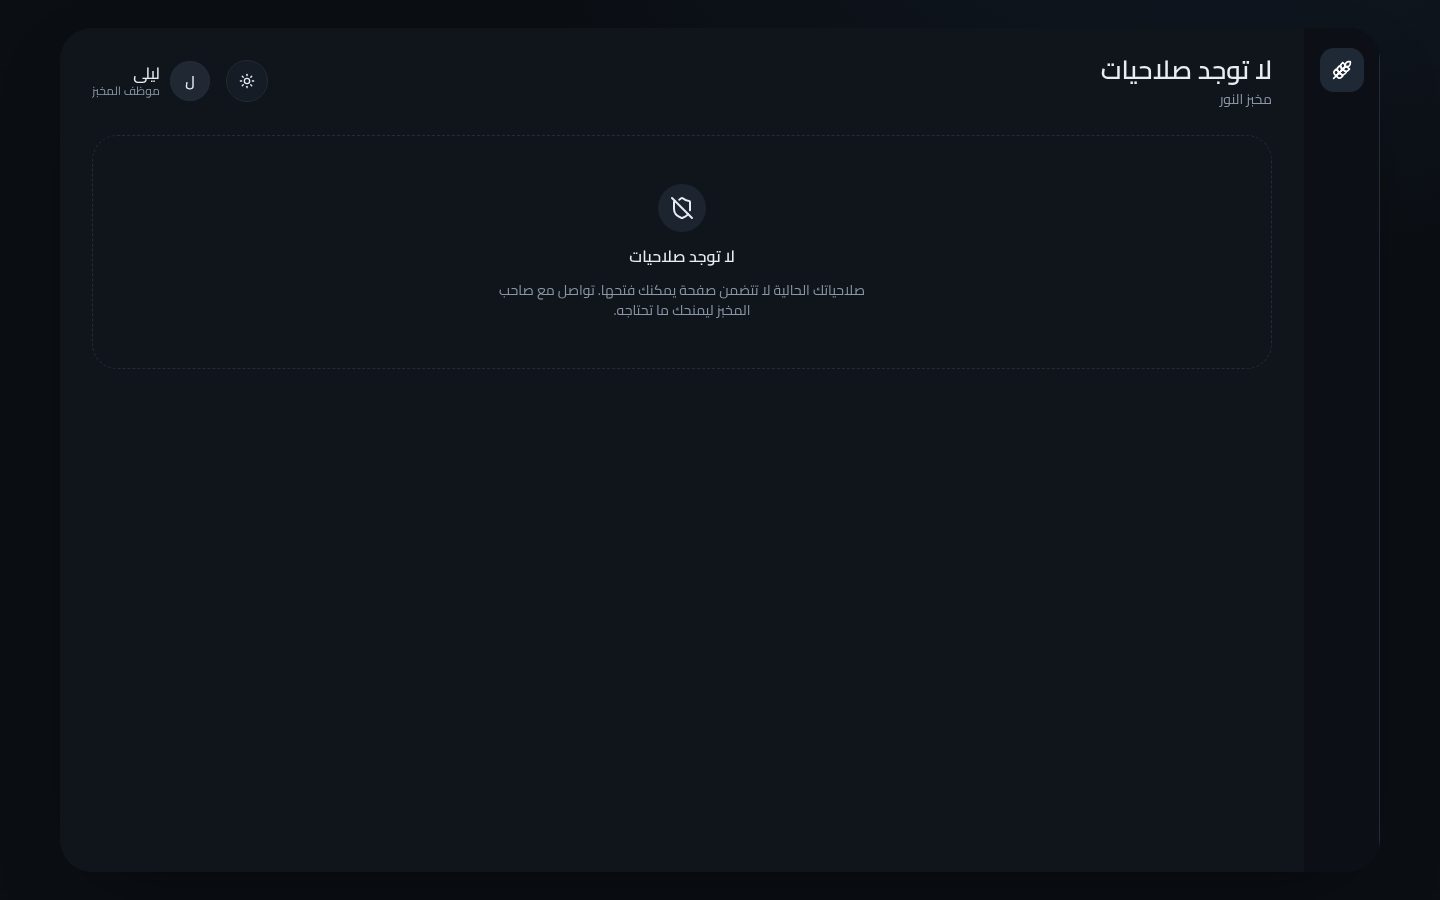 لا توجد صلاحيات
مخبز النور
ليلى
موظف المخبز
ل
لا توجد صلاحيات
صلاحياتك الحالية لا تتضمن صفحة يمكنك فتحها. تواصل مع صاحب
المخبز ليمنحك ما تحتاجه.